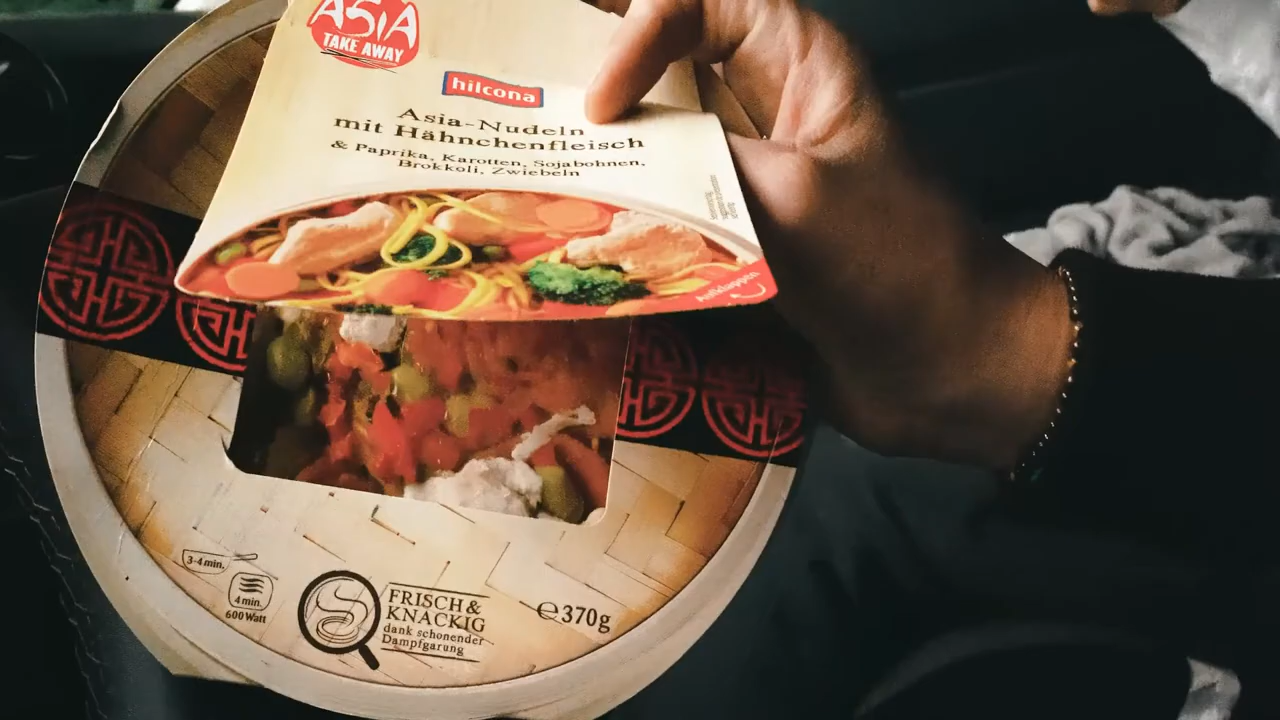 ASIA
TAKE AWAY
hilcona
Asia-Nudeln
mit Hähnchenfleisch
& Paprika, Karotten, Sojabohnen,
Brokkoli, Zwiebeln
Aufklappen
3-4 min.
4 min.
600 Watt
FRISCH &
KNACKIG
dank schonender
Dampfgarung
℮ 370g